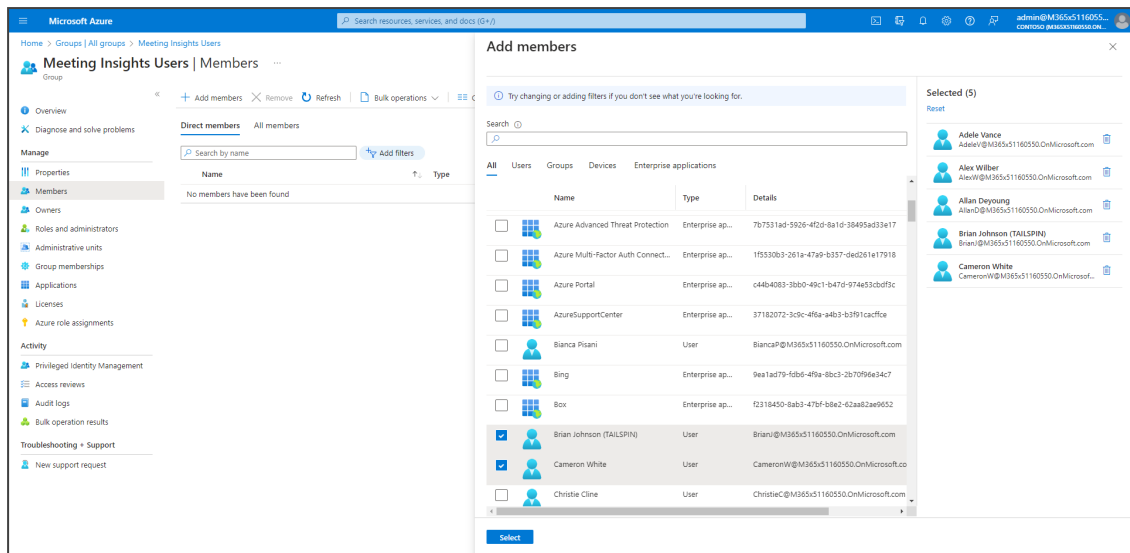 Microsoft Azure
Search resources, services, and docs (G+/)
admin@M365x5116055...
CONTOSO (M365X51160550.ON...
Home > Groups | All groups > Meeting Insights Users
Meeting Insights Users | Members ...
Group
Overview
Diagnose and solve problems
Manage
Properties
Members
Owners
Roles and administrators
Administrative units
Group memberships
Applications
Licenses
Azure role assignments
Activity
Privileged Identity Management
Access reviews
Audit logs
Bulk operation results
Troubleshooting + Support
New support request
Add members Remove Refresh Bulk operations
Direct members All members
Search by name Add filters
Name Type
No members have been found
Add members
Try changing or adding filters if you don't see what you're looking for.
Search
All Users Groups Devices Enterprise applications
Name Type Details
Azure Advanced Threat Protection Enterprise ap... 7b7531ad-5926-4f2d-8a1d-38495ad33e17
Azure Multi-Factor Auth Connect... Enterprise ap... 1f5530b3-261a-47a9-b357-ded261e17918
Azure Portal Enterprise ap... c44b4083-3bb0-49c1-b47d-974e53cbdf3c
AzureSupportCenter Enterprise ap... 37182072-3c9c-4f6a-a4b3-b3f91cacffce
Bianca Pisani User BiancaP@M365x51160550.OnMicrosoft.com
Bing Enterprise ap... 9ea1ad79-fdb6-4f9a-8bc3-2b70f96e34c7
Box Enterprise ap... f2318450-8ab3-47bf-b8e2-62aa82ae9652
Brian Johnson (TAILSPIN) User BrianJ@M365x51160550.OnMicrosoft.com
Cameron White User CameronW@M365x51160550.OnMicrosoft.co
Christie Cline User ChristieC@M365x51160550.OnMicrosoft.com
Select
Selected (5)
Reset
Adele Vance
AdeleV@M365x51160550.OnMicrosoft.com
Alex Wilber
AlexW@M365x51160550.OnMicrosoft.com
Allan Deyoung
AllanD@M365x51160550.OnMicrosoft.com
Brian Johnson (TAILSPIN)
BrianJ@M365x51160550.OnMicrosoft.com
Cameron White
CameronW@M365x51160550.OnMicrosof...